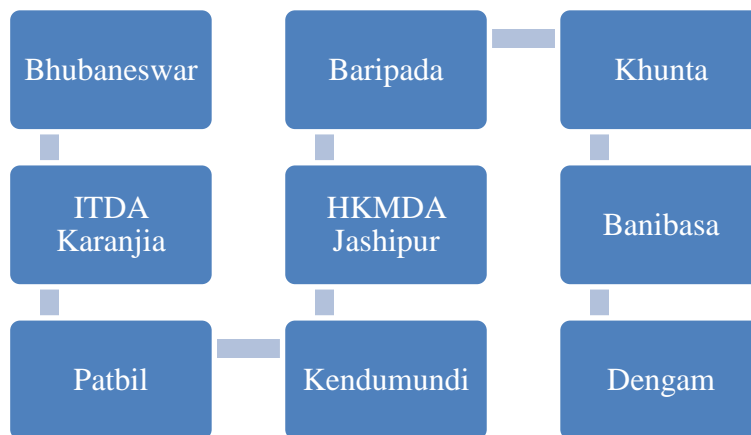 Bhubaneswar
ITDA
Karanjia
Patbil
Kendumundi
HKMDA
Jashipur
Baripada
Khunta
Banibasa
Dengam